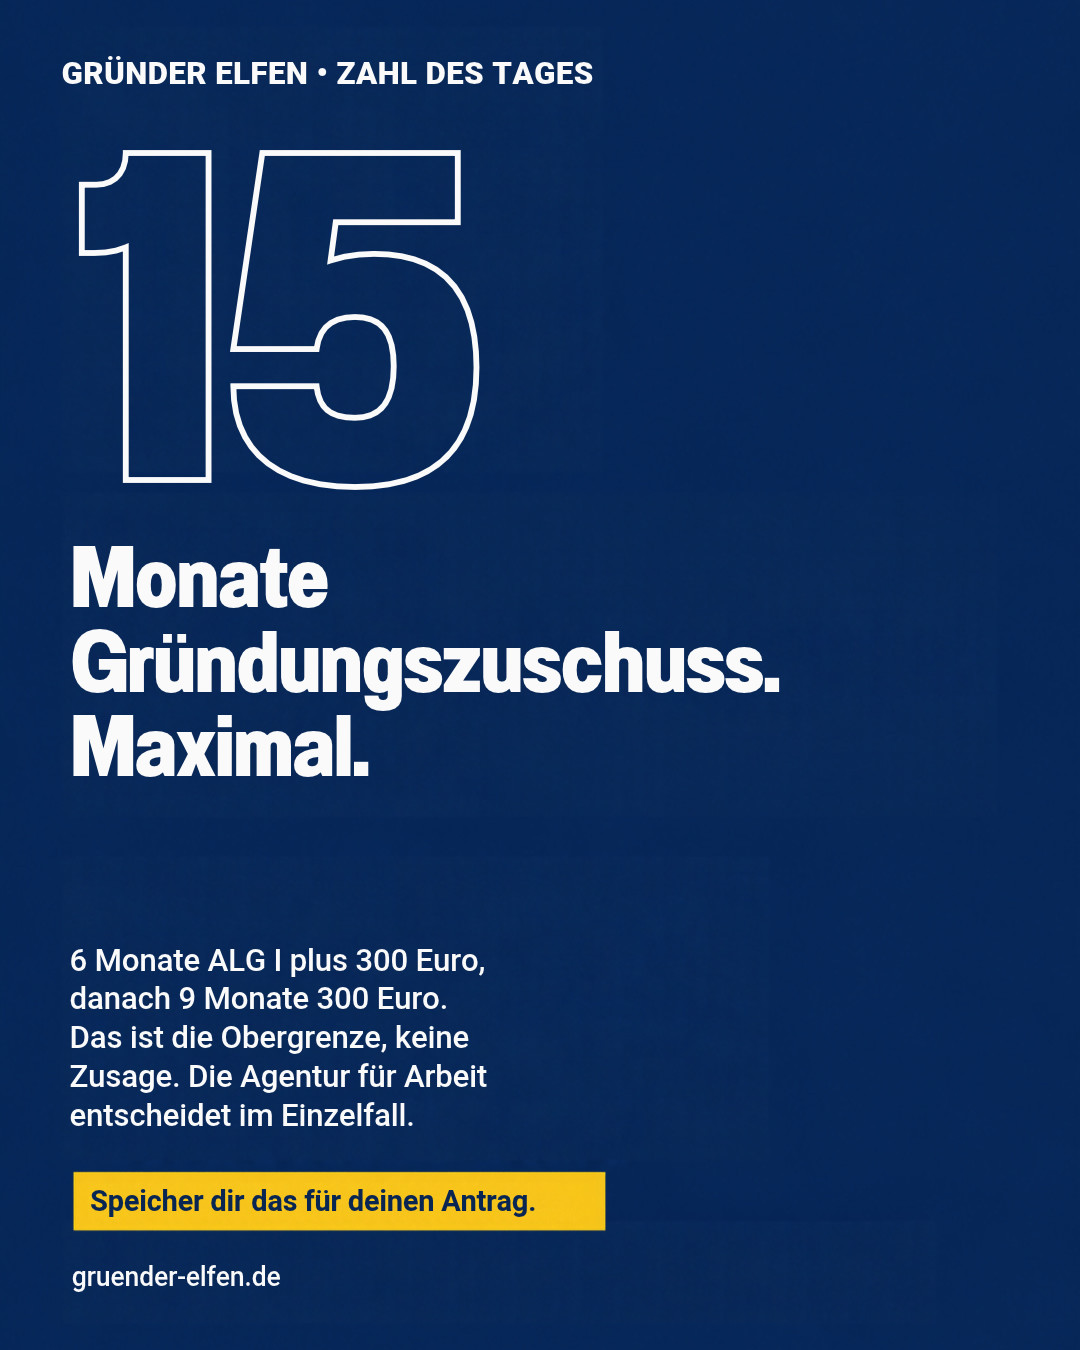 GRÜNDER ELFEN • ZAHL DES TAGES
15
Monate
Gründungszuschuss.
Maximal.
6 Monate ALG I plus 300 Euro,
danach 9 Monate 300 Euro.
Das ist die Obergrenze, keine
Zusage. Die Agentur für Arbeit
entscheidet im Einzelfall.
Speicher dir das für deinen Antrag.
gruender-elfen.de